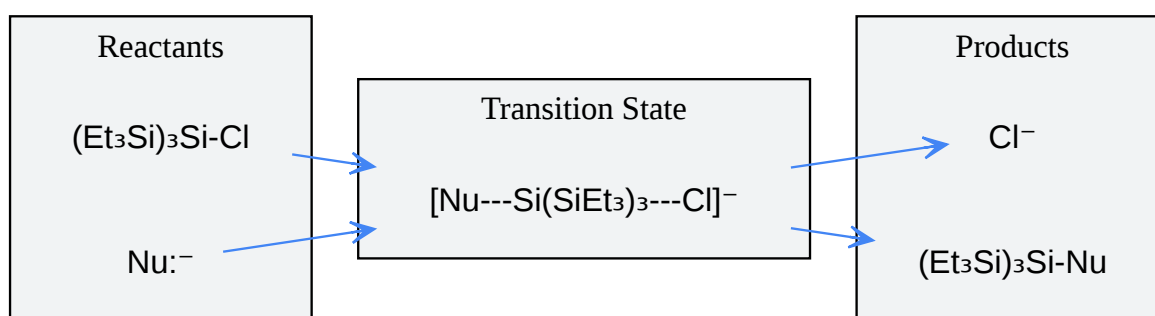 Reactants
(Et₃Si)₃Si-Cl
Nu:⁻
Transition State
[Nu---Si(SiEt₃)₃---Cl]⁻
Products
Cl⁻
(Et₃Si)₃Si-Nu